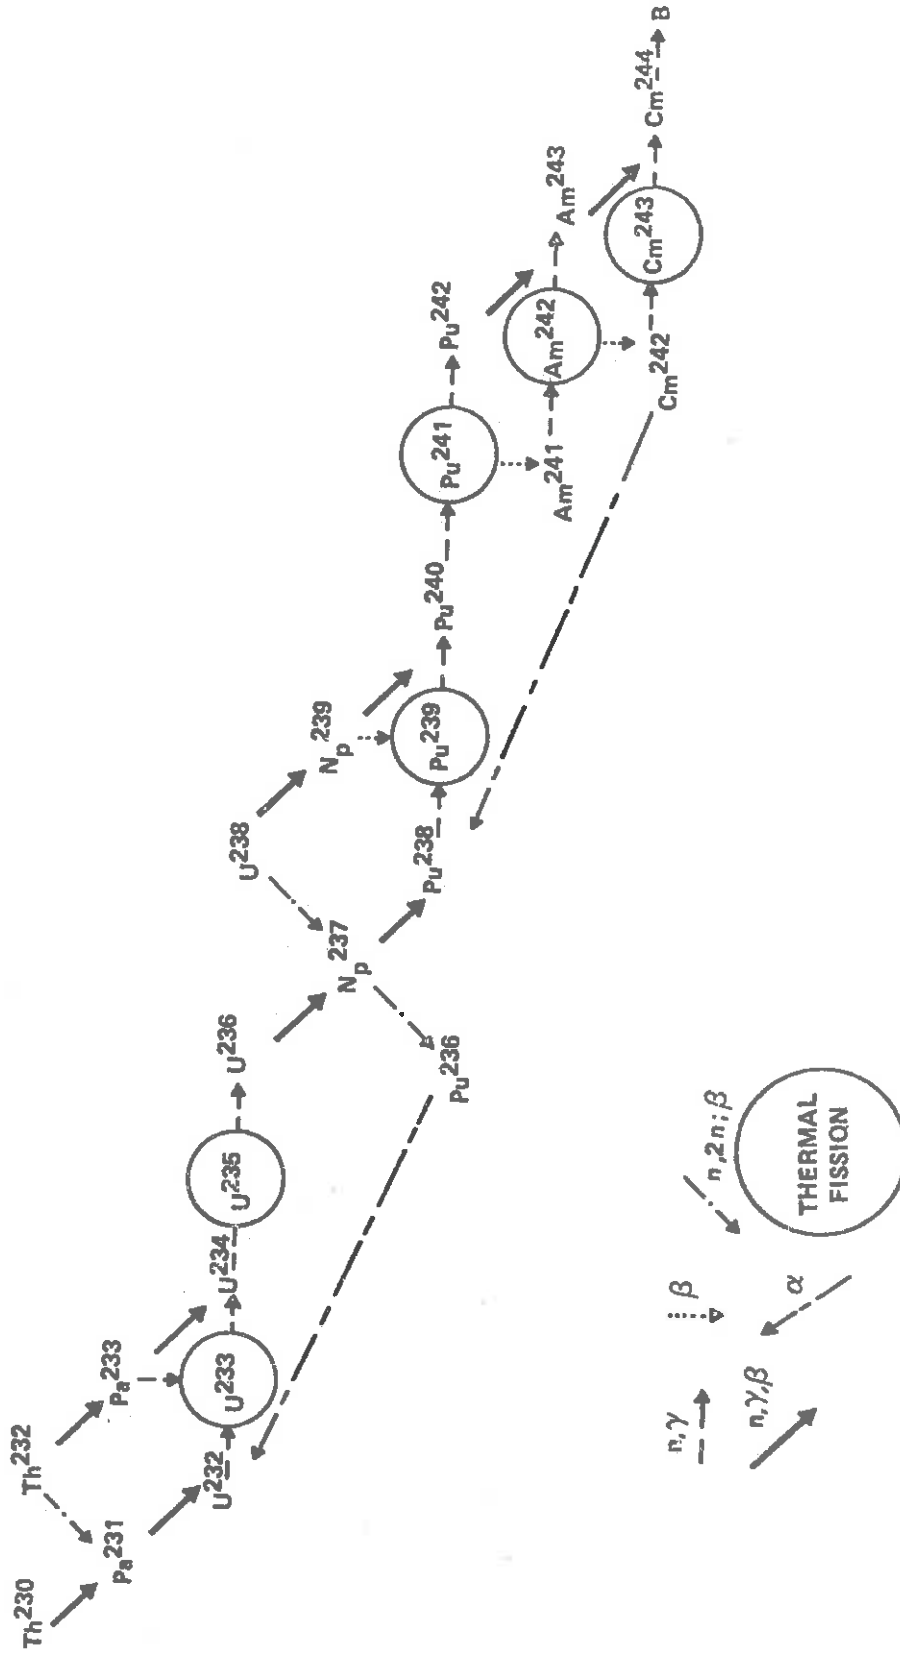 Th230
Th232
Pa231
Pa233
U232
U233
U234
U235
U236
U238
Np237
Np239
Pu236
Pu238
Pu239
Pu240
Pu241
Pu242
Am241
Am242
Am243
Cm242
Cm243
Cm244
B
n,γ
β
n,2n;β
n,γ,β
α
THERMAL
FISSION